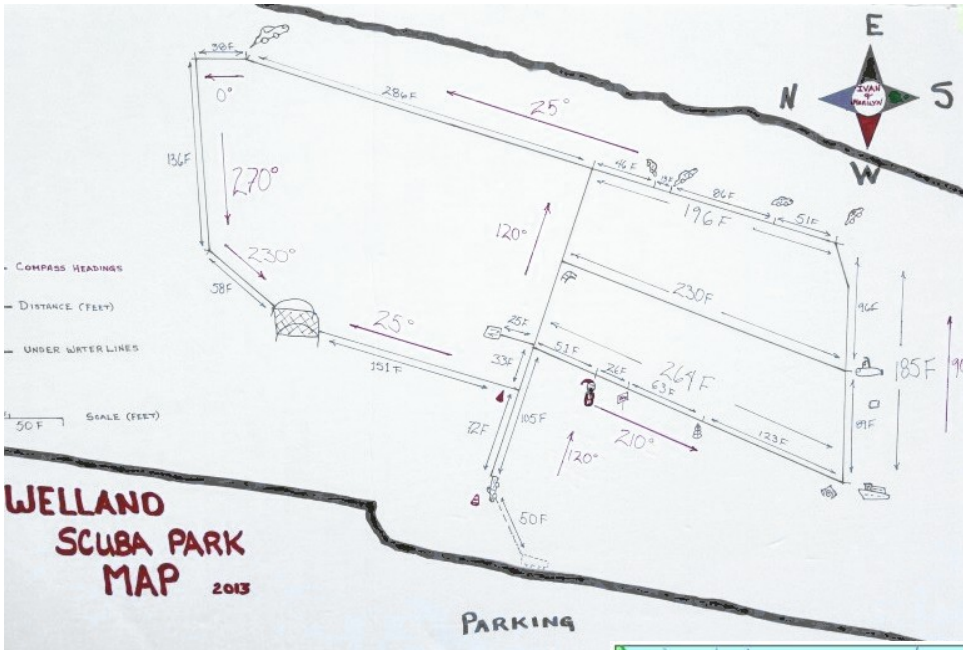 E
N
IVAN
&
MARILYN
S
W
38F
0°
286F
25°
136F
270°
46F
13F
86F
51F
196F
120°
230°
58F
COMPASS HEADINGS
DISTANCE (FEET)
UNDER WATER LINES
50F
SCALE (FEET)
25°
151F
25F
33F
51F
26F
63F
264F
230F
96F
185F
90
89F
123F
210°
72F
105F
120°
50F
WELLAND
SCUBA PARK
MAP 2013
PARKING